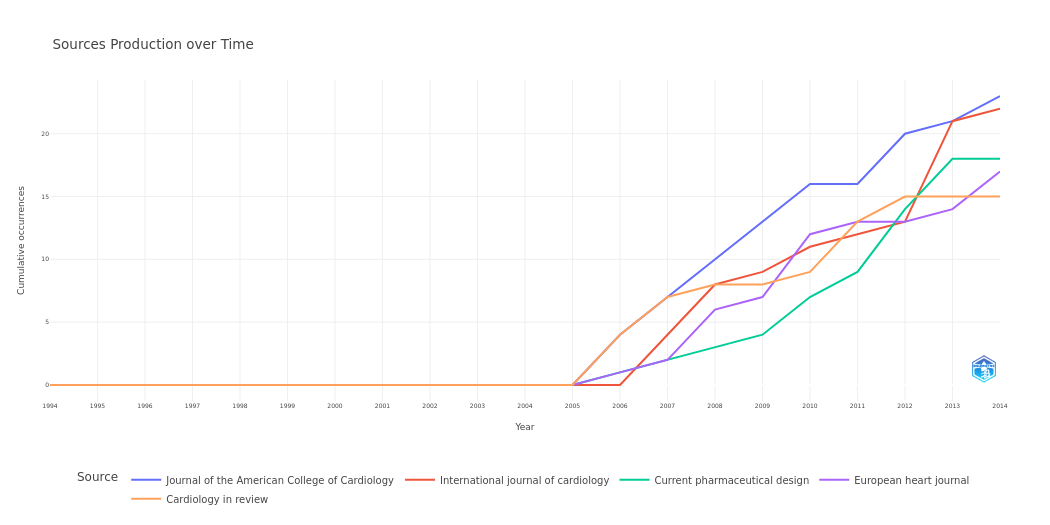 Sources Production over Time
Cumulative occurrences
20
15
10
5
0
1994 1995 1996 1997 1998 1999 2000 2001 2002 2003 2004 2005 2006 2007 2008 2009 2010 2011 2012 2013 2014
Year
Source
Journal of the American College of Cardiology International journal of cardiology Current pharmaceutical design European heart journal
Cardiology in review